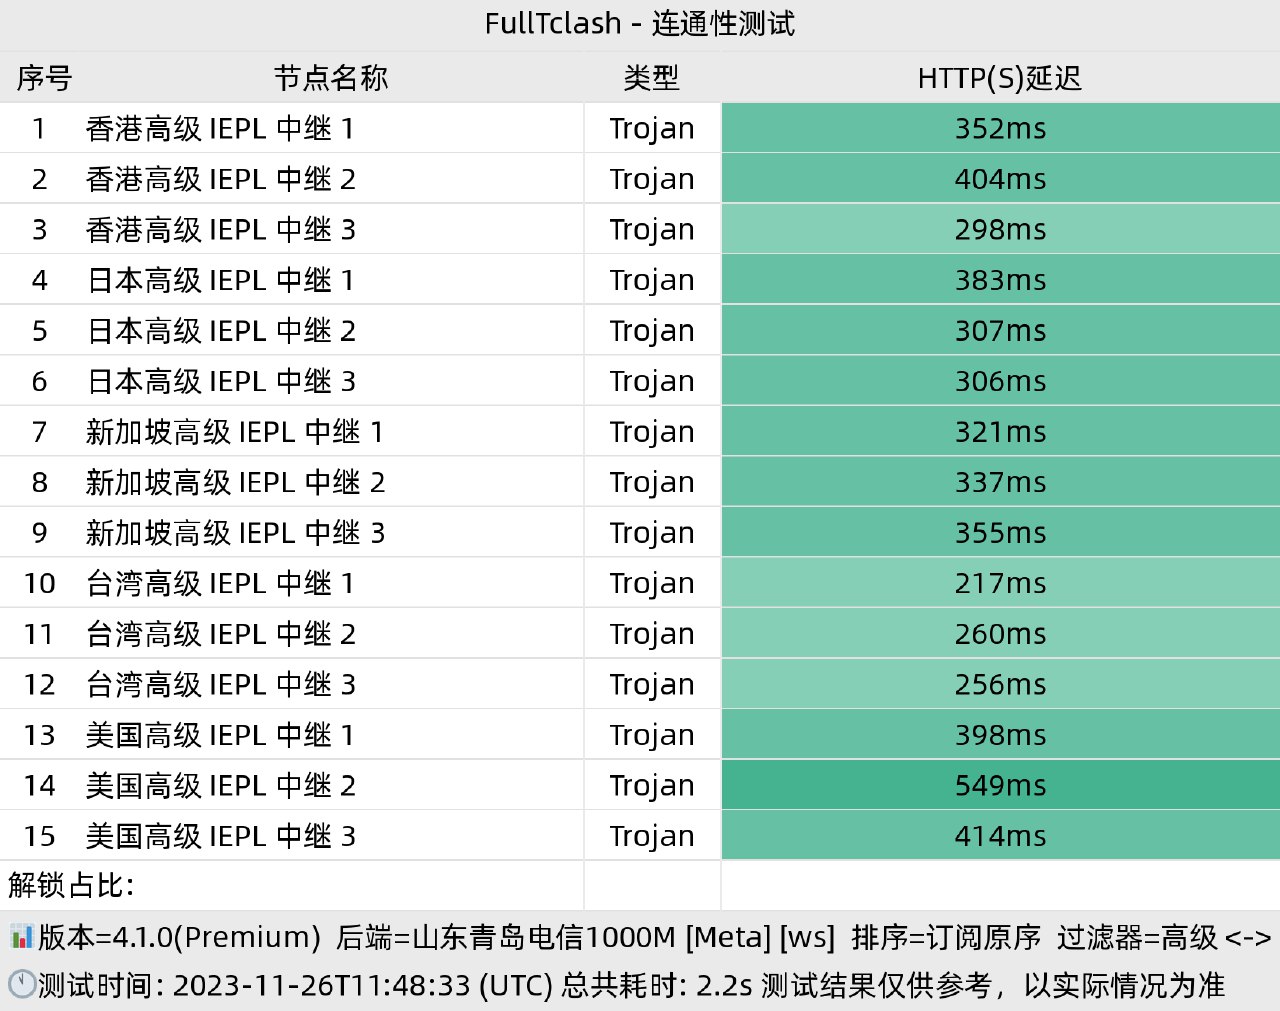 FullTclash - 连通性测试
序号 节点名称 类型 HTTP(S)延迟
1 香港高级 IEPL 中继 1 Trojan 352ms
2 香港高级 IEPL 中继 2 Trojan 404ms
3 香港高级 IEPL 中继 3 Trojan 298ms
4 日本高级 IEPL 中继 1 Trojan 383ms
5 日本高级 IEPL 中继 2 Trojan 307ms
6 日本高级 IEPL 中继 3 Trojan 306ms
7 新加坡高级 IEPL 中继 1 Trojan 321ms
8 新加坡高级 IEPL 中继 2 Trojan 337ms
9 新加坡高级 IEPL 中继 3 Trojan 355ms
10 台湾高级 IEPL 中继 1 Trojan 217ms
11 台湾高级 IEPL 中继 2 Trojan 260ms
12 台湾高级 IEPL 中继 3 Trojan 256ms
13 美国高级 IEPL 中继 1 Trojan 398ms
14 美国高级 IEPL 中继 2 Trojan 549ms
15 美国高级 IEPL 中继 3 Trojan 414ms
解锁占比:
📊版本=4.1.0(Premium) 后端=山东青岛电信1000M [Meta] [ws] 排序=订阅原序 过滤器=高级 <->
🕛测试时间: 2023-11-26T11:48:33 (UTC) 总共耗时: 2.2s 测试结果仅供参考，以实际情况为准